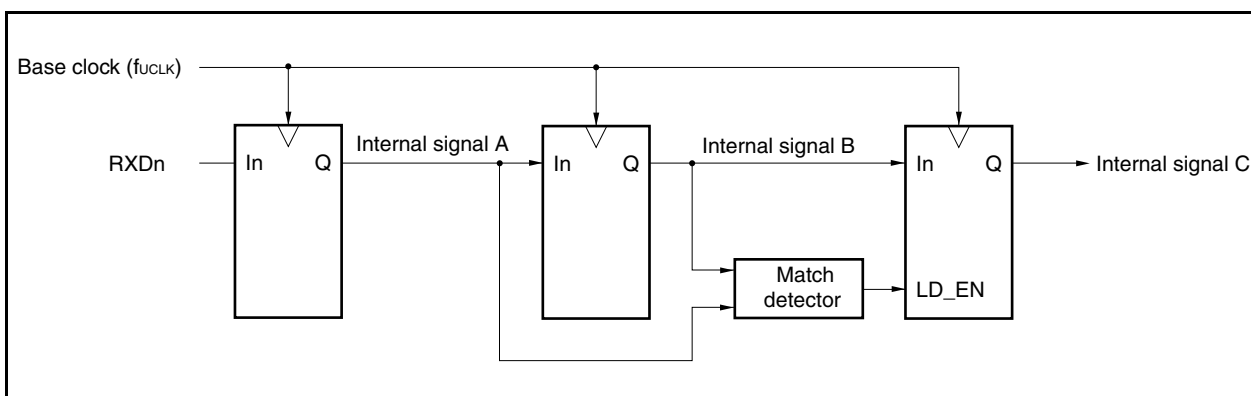 Base clock (fUCLK)
Internal signal A
Internal signal B
RXDn
In
Q
In
Q
In
Q
Internal signal C
Match
detector
LD_EN